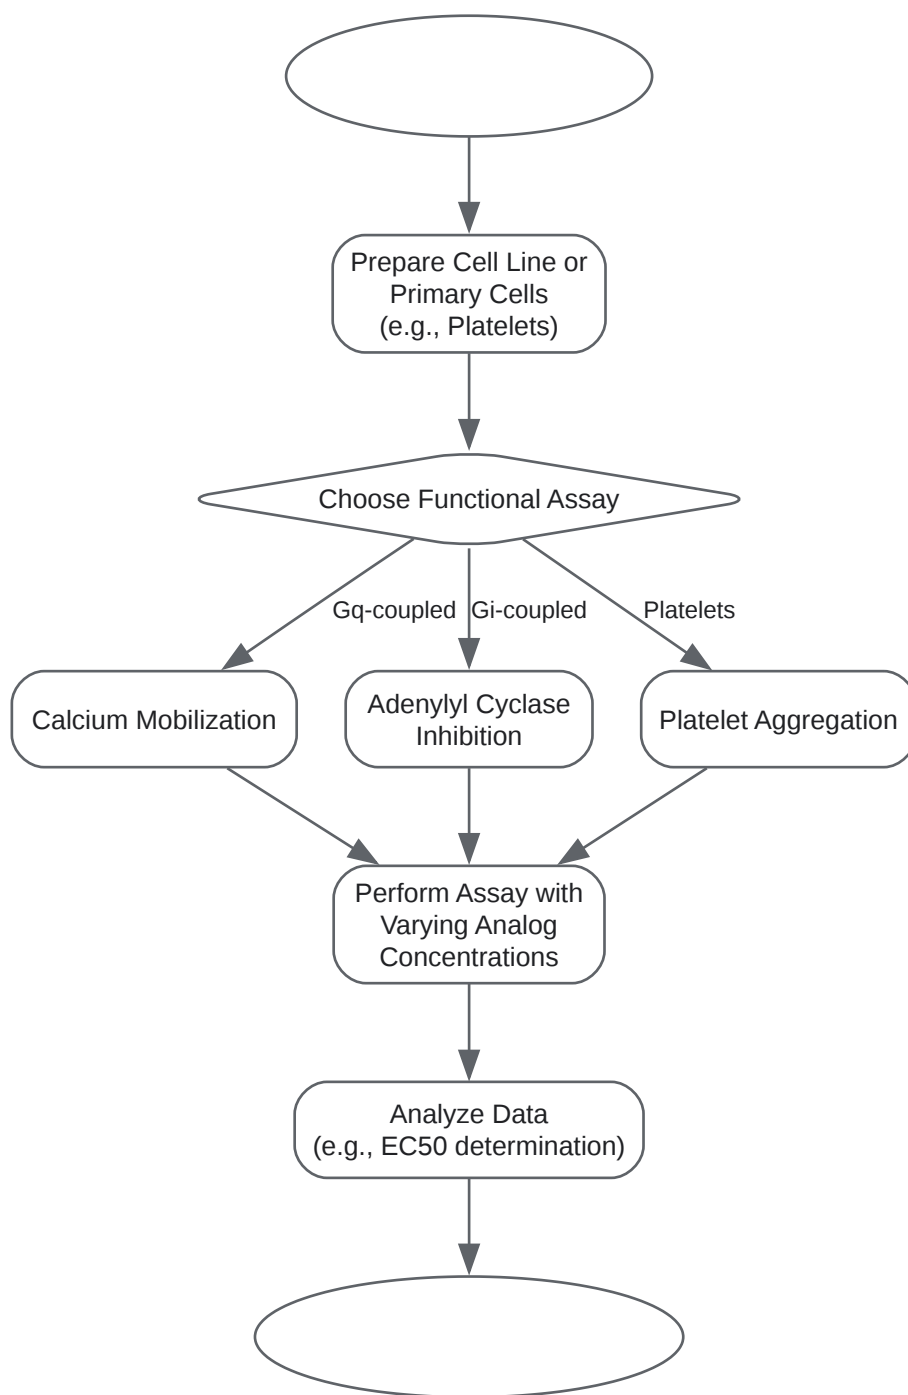 Prepare Cell Line or
Primary Cells
(e.g., Platelets)
Choose Functional Assay
Gq-coupled
Gi-coupled
Platelets
Calcium Mobilization
Adenylyl Cyclase
Inhibition
Platelet Aggregation
Perform Assay with
Varying Analog
Concentrations
Analyze Data
(e.g., EC50 determination)